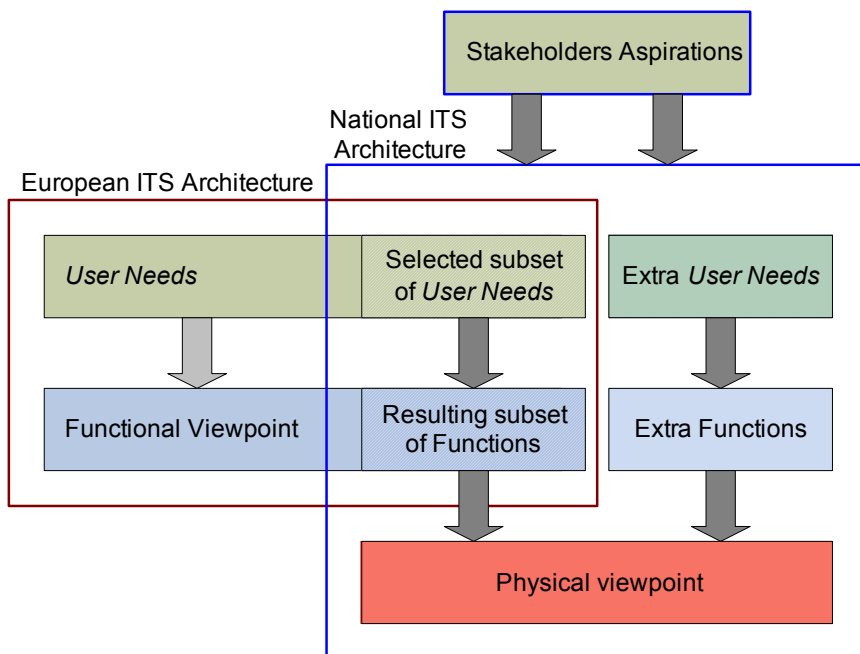 Stakeholders Aspirations
National ITS
Architecture
European ITS Architecture
User Needs
Selected subset
of User Needs
Extra User Needs
Functional Viewpoint
Resulting subset
of Functions
Extra Functions
Physical viewpoint